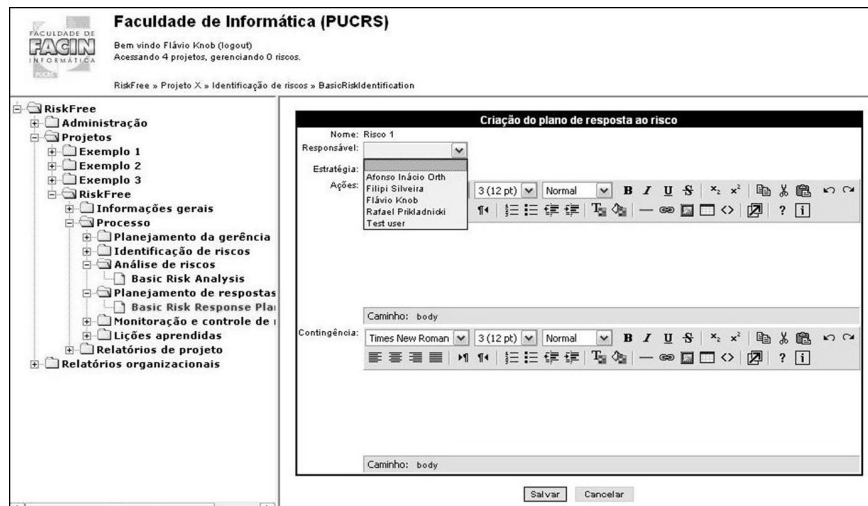 FACULDADE DE
FACIN
INFORMÁTICA
PUCRS
Faculdade de Informática (PUCRS)
Bem vindo Flávio Knob (logout)
Acessando 4 projetos, gerenciando 0 riscos.
RiskFree » Projeto X » Identificação de riscos » BasicRiskIdentification
RiskFree
Administração
Projetos
Exemplo 1
Exemplo 2
Exemplo 3
RiskFree
Informações gerais
Processo
Planejamento da gerência
Identificação de riscos
Análise de riscos
Basic Risk Analysis
Planejamento de respostas
Basic Risk Response Pla
Monitoração e controle de
Lições aprendidas
Relatórios de projeto
Relatórios organizacionais
Criação do plano de resposta ao risco
Nome: Risco 1
Responsável:
Afonso Inácio Orth
Filipi Silveira
Flávio Knob
Rafael Prikladnicki
Test user
Estratégia:
Ações: 3 (12 pt) Normal B I U S x₂ x² ? i
Caminho: body
Contingência: Times New Roman 3 (12 pt) Normal B I U S x₂ x²
? i
Caminho: body
Salvar Cancelar